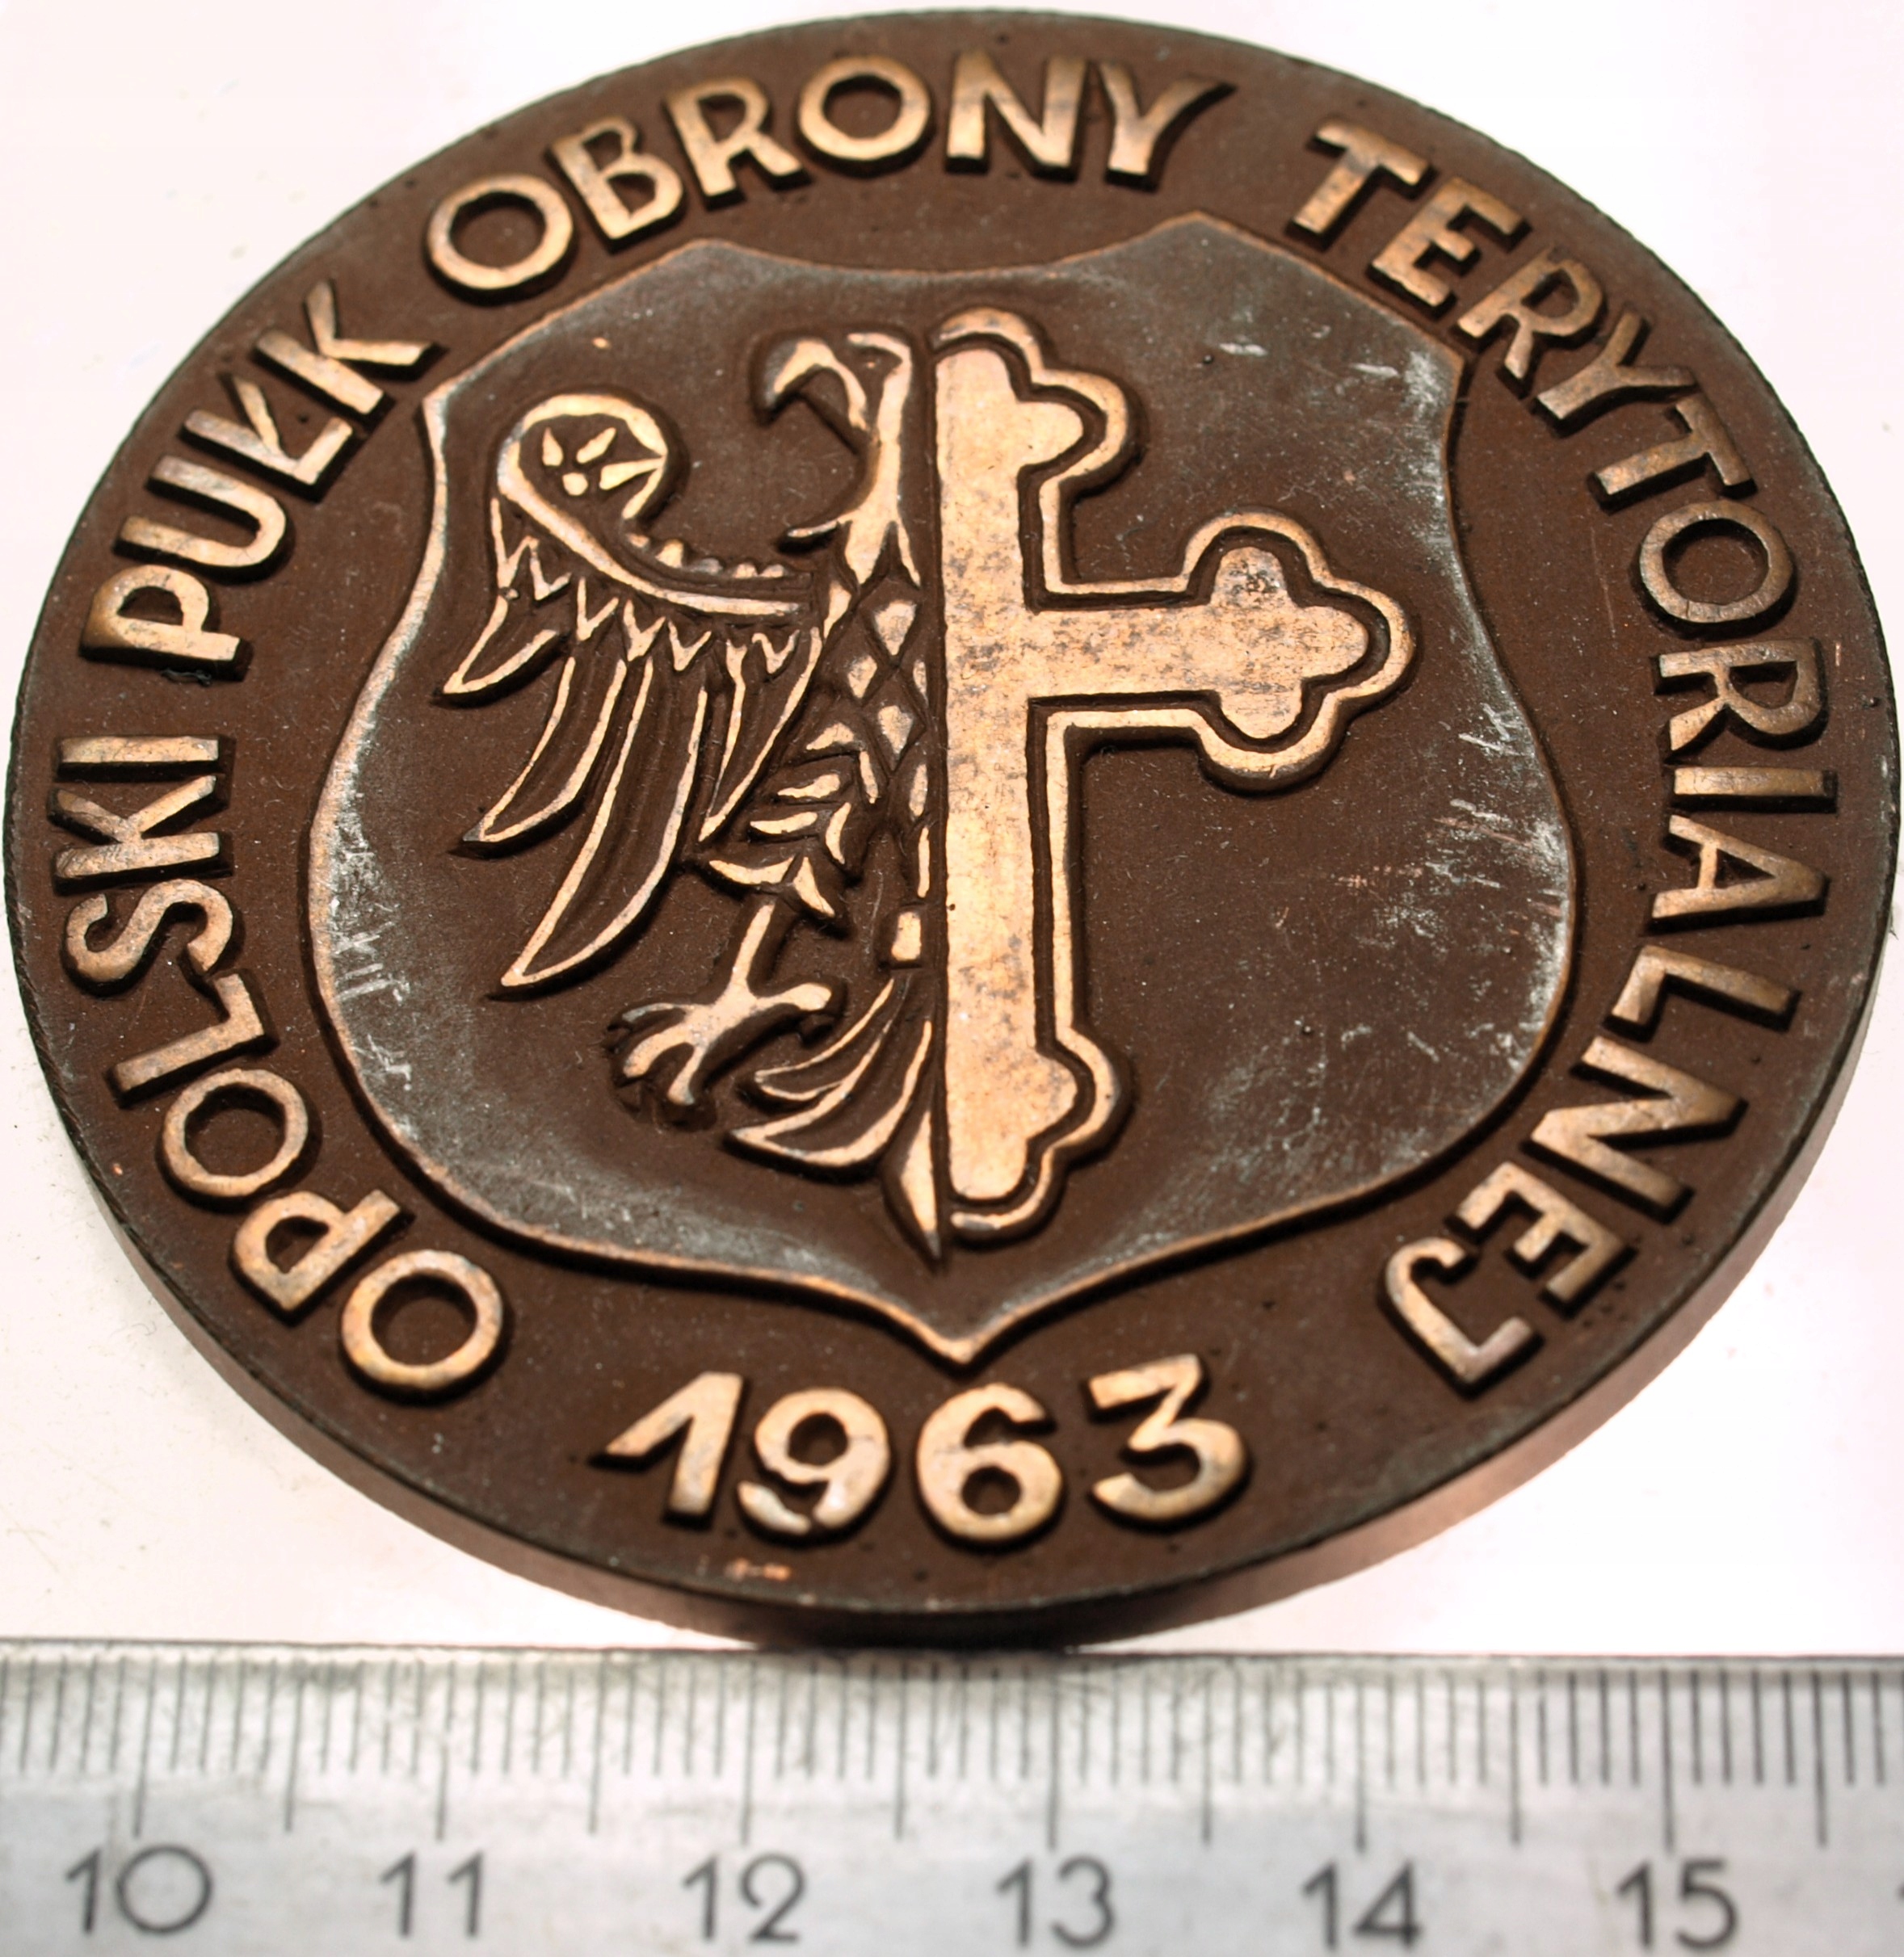 OPOLSKI PUŁK OBRONY TERYTORIALNEJ
1963
10 11 12 13 14 15